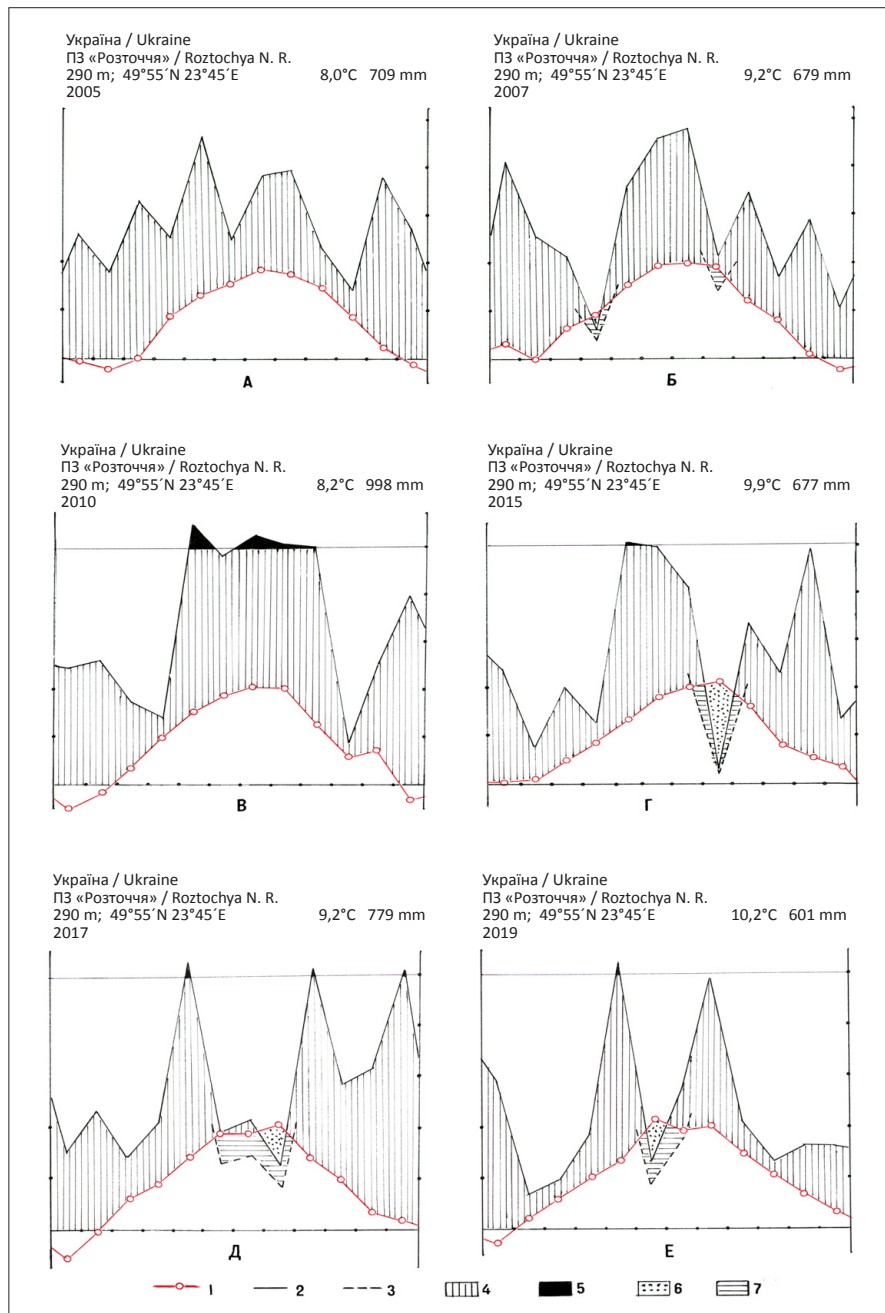 Україна / Ukraine
ПЗ «Розточчя» / Roztochya N. R.
290 m; 49°55´N 23°45´E 8,0°C 709 mm
2005
А
Україна / Ukraine
ПЗ «Розточчя» / Roztochya N. R.
290 m; 49°55´N 23°45´E 9,2°C 679 mm
2007
Б
Україна / Ukraine
ПЗ «Розточчя» / Roztochya N. R.
290 m; 49°55´N 23°45´E 8,2°C 998 mm
2010
В
Україна / Ukraine
ПЗ «Розточчя» / Roztochya N. R.
290 m; 49°55´N 23°45´E 9,9°C 677 mm
2015
Г
Україна / Ukraine
ПЗ «Розточчя» / Roztochya N. R.
290 m; 49°55´N 23°45´E 9,2°C 779 mm
2017
Д
Україна / Ukraine
ПЗ «Розточчя» / Roztochya N. R.
290 m; 49°55´N 23°45´E 10,2°C 601 mm
2019
Е
1 2 3 4 5 6 7